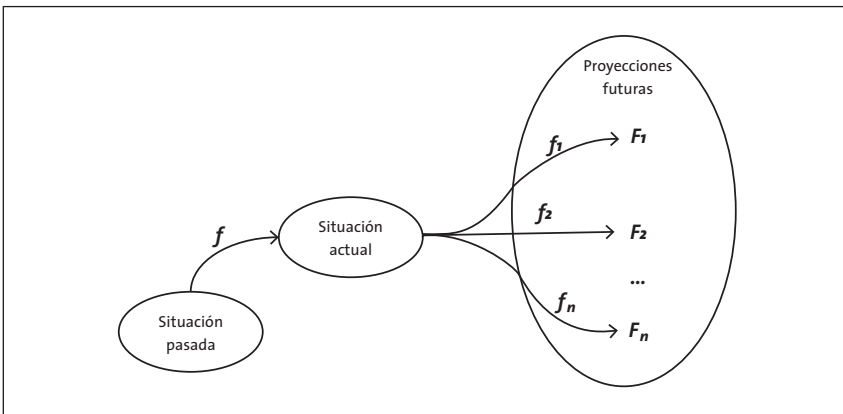 Proyecciones
futuras
f₁
F₁
f₂
F₂
f
Situación
actual
...
fₙ
Fₙ
Situación
pasada